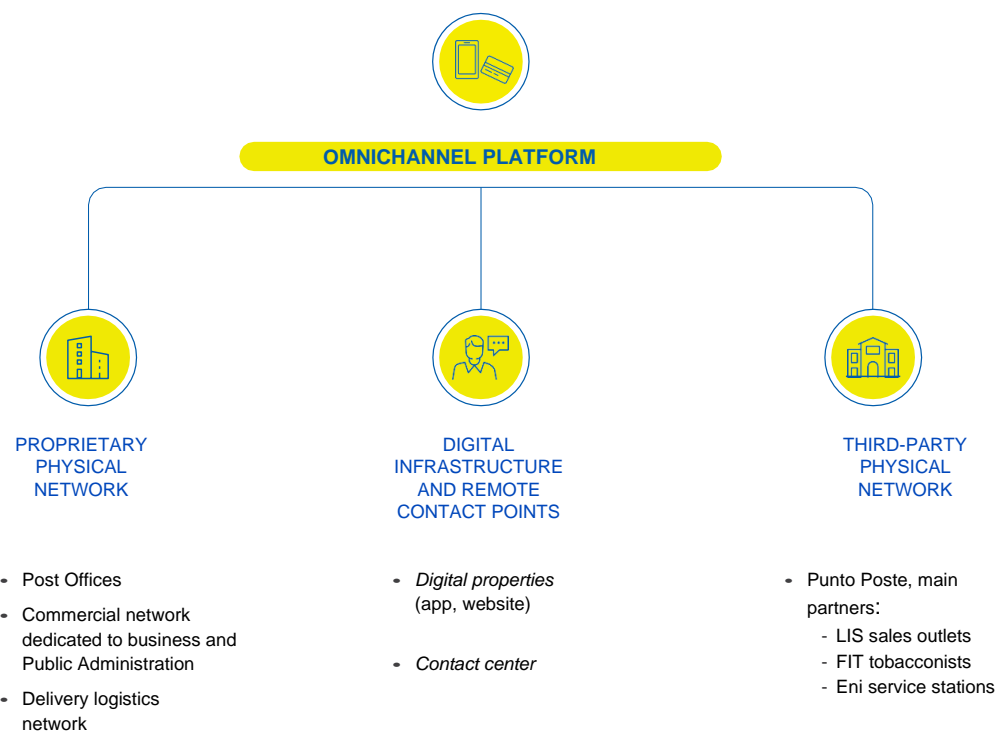 OMNICHANNEL PLATFORM
PROPRIETARY
PHYSICAL
NETWORK
• Post Offices
• Commercial network
dedicated to business and
Public Administration
• Delivery logistics
network
DIGITAL
INFRASTRUCTURE
AND REMOTE
CONTACT POINTS
• Digital properties
(app, website)
• Contact center
THIRD-PARTY
PHYSICAL
NETWORK
• Punto Poste, main
partners:
- LIS sales outlets
- FIT tobacconists
- Eni service stations